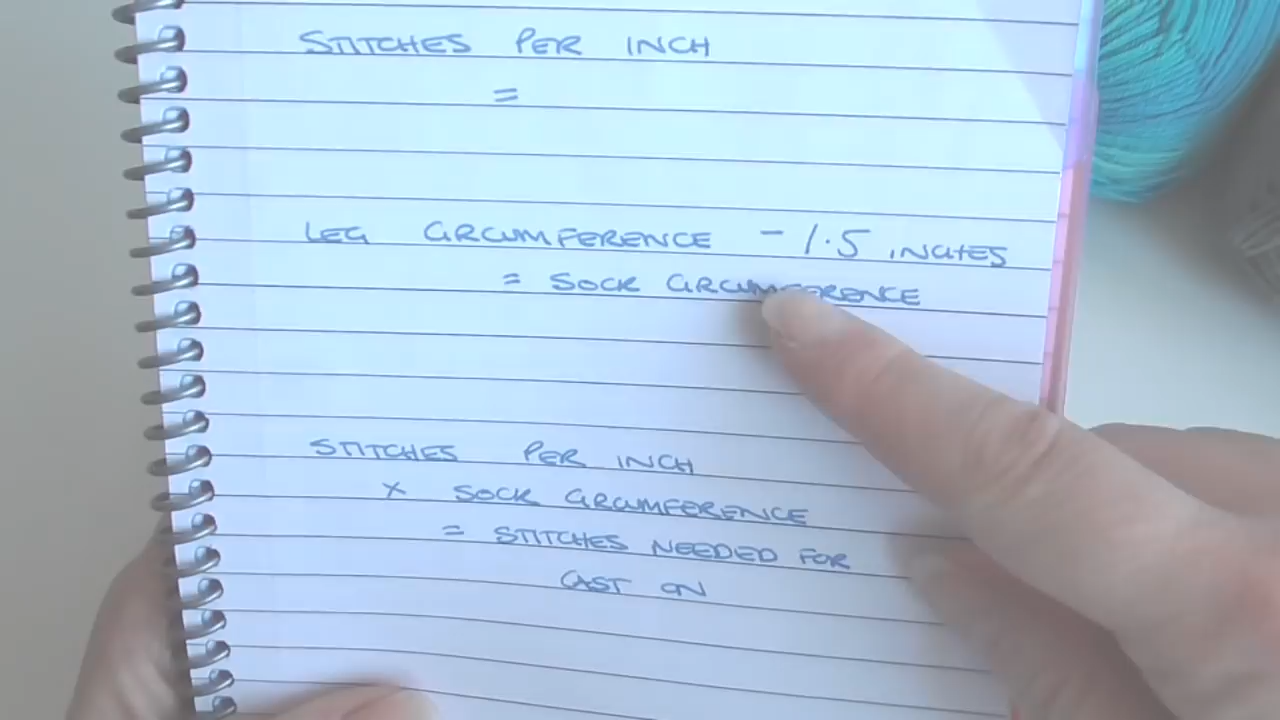 STITCHES PER INCH
=
LEG CIRCUMFERENCE - 1.5 INCHES
= SOCK CIRCUMFERENCE
STITCHES PER INCH
× SOCK CIRCUMFERENCE
= STITCHES NEEDED FOR
CAST ON